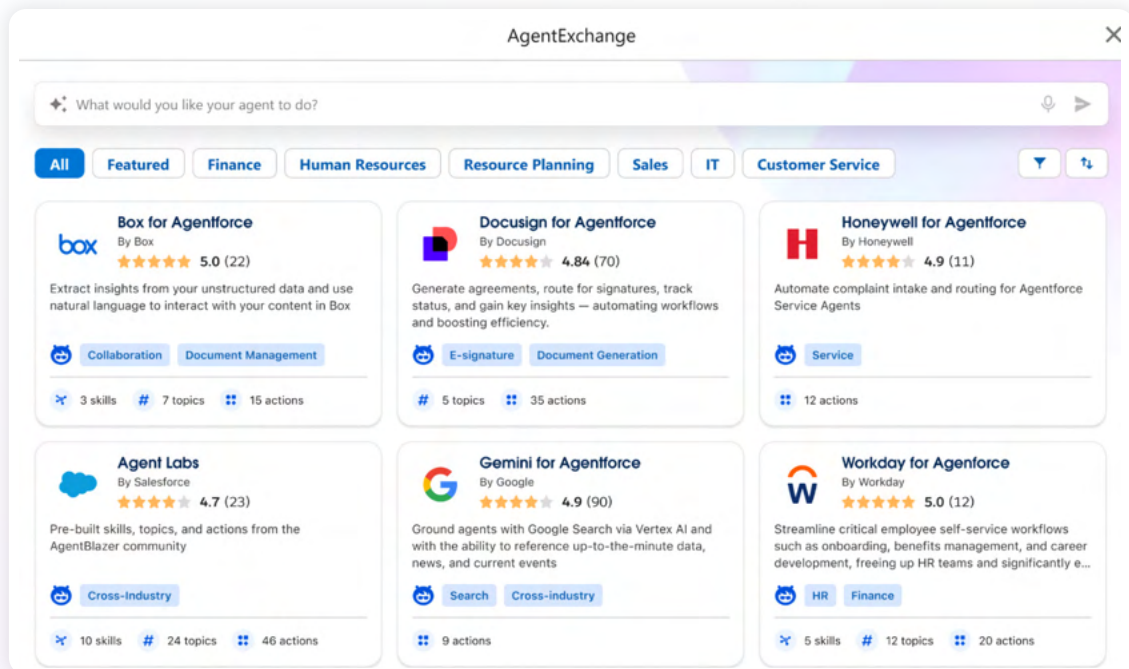 AgentExchange
What would you like your agent to do?
All
Featured
Finance
Human Resources
Resource Planning
Sales
IT
Customer Service
box
Box for Agentforce
By Box
5.0 (22)
Extract insights from your unstructured data and use
natural language to interact with your content in Box
Collaboration
Document Management
3 skills
7 topics
15 actions
Docusign for Agentforce
By Docusign
4.84 (70)
Generate agreements, route for signatures, track
status, and gain key insights — automating workflows
and boosting efficiency.
E-signature
Document Generation
5 topics
35 actions
H
Honeywell for Agentforce
By Honeywell
4.9 (11)
Automate complaint intake and routing for Agentforce
Service Agents
Service
12 actions
Agent Labs
By Salesforce
4.7 (23)
Pre-built skills, topics, and actions from the
AgentBlazer community
Cross-Industry
10 skills
24 topics
46 actions
G
Gemini for Agentforce
By Google
4.9 (90)
Ground agents with Google Search via Vertex AI and
with the ability to reference up-to-the-minute data,
news, and current events
Search
Cross-industry
9 actions
W
Workday for Agenforce
By Workday
5.0 (12)
Streamline critical employee self-service workflows
such as onboarding, benefits management, and career
development, freeing up HR teams and significantly e...
HR
Finance
5 skills
12 topics
20 actions